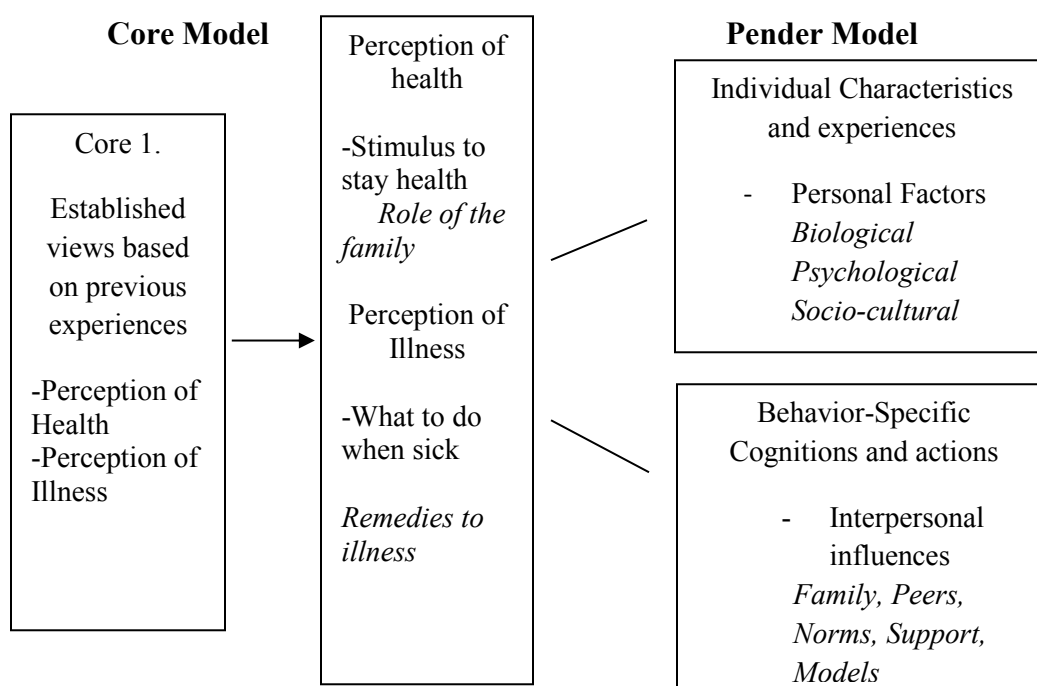 Core Model
Pender Model
Core 1.
Established
views based
on previous
experiences
-Perception of
Health
-Perception of
Illness
Perception of
health
-Stimulus to
stay health
Role of the
family
Perception of
Illness
-What to do
when sick
Remedies to
illness
Individual Characteristics
and experiences
- Personal Factors
Biological
Psychological
Socio-cultural
Behavior-Specific
Cognitions and actions
- Interpersonal
influences
Family, Peers,
Norms, Support,
Models